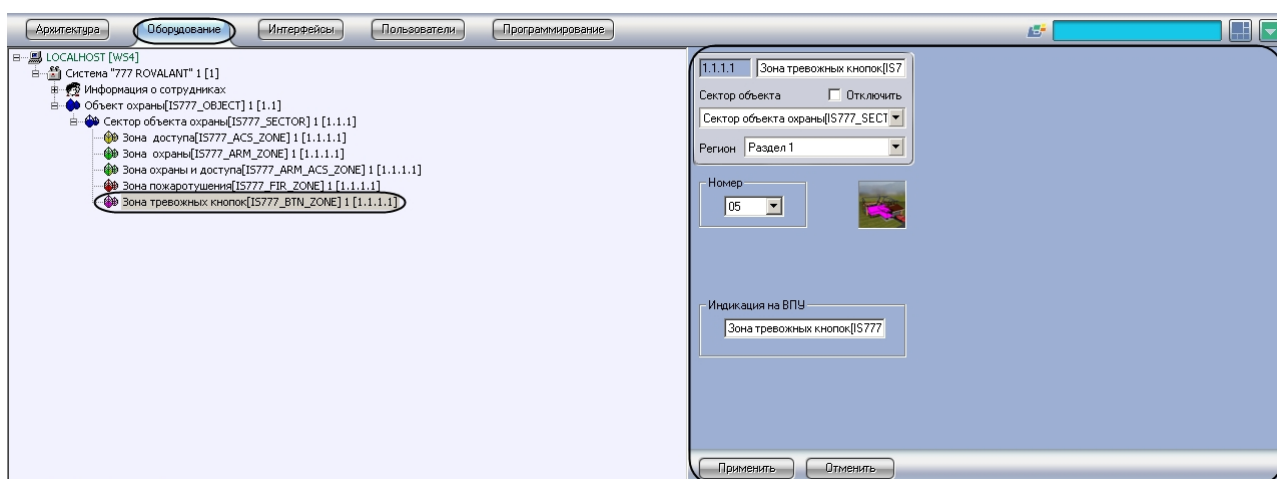 Архитектура Оборудование Интерфейсы Пользователи Программирование
LOCALHOST [WS4]
Система "777 ROVALANT" 1 [1]
Информация о сотрудниках
Объект охраны[IS777_OBJECT] 1 [1.1]
Сектор объекта охраны[IS777_SECTOR] 1 [1.1.1]
Зона доступа[IS777_ACS_ZONE] 1 [1.1.1.1]
Зона охраны[IS777_ARM_ZONE] 1 [1.1.1.1]
Зона охраны и доступа[IS777_ARM_ACS_ZONE] 1 [1.1.1.1]
Зона пожаротушения[IS777_FIR_ZONE] 1 [1.1.1.1]
Зона тревожных кнопок[IS777_BTN_ZONE] 1 [1.1.1.1]
1.1.1.1 Зона тревожных кнопок[IS7
Сектор объекта Отключить
Сектор объекта охраны[IS777_SECT
Регион Раздел 1
Номер
05
Индикация на ВПУ
Зона тревожных кнопок[IS777
Применить Отменить